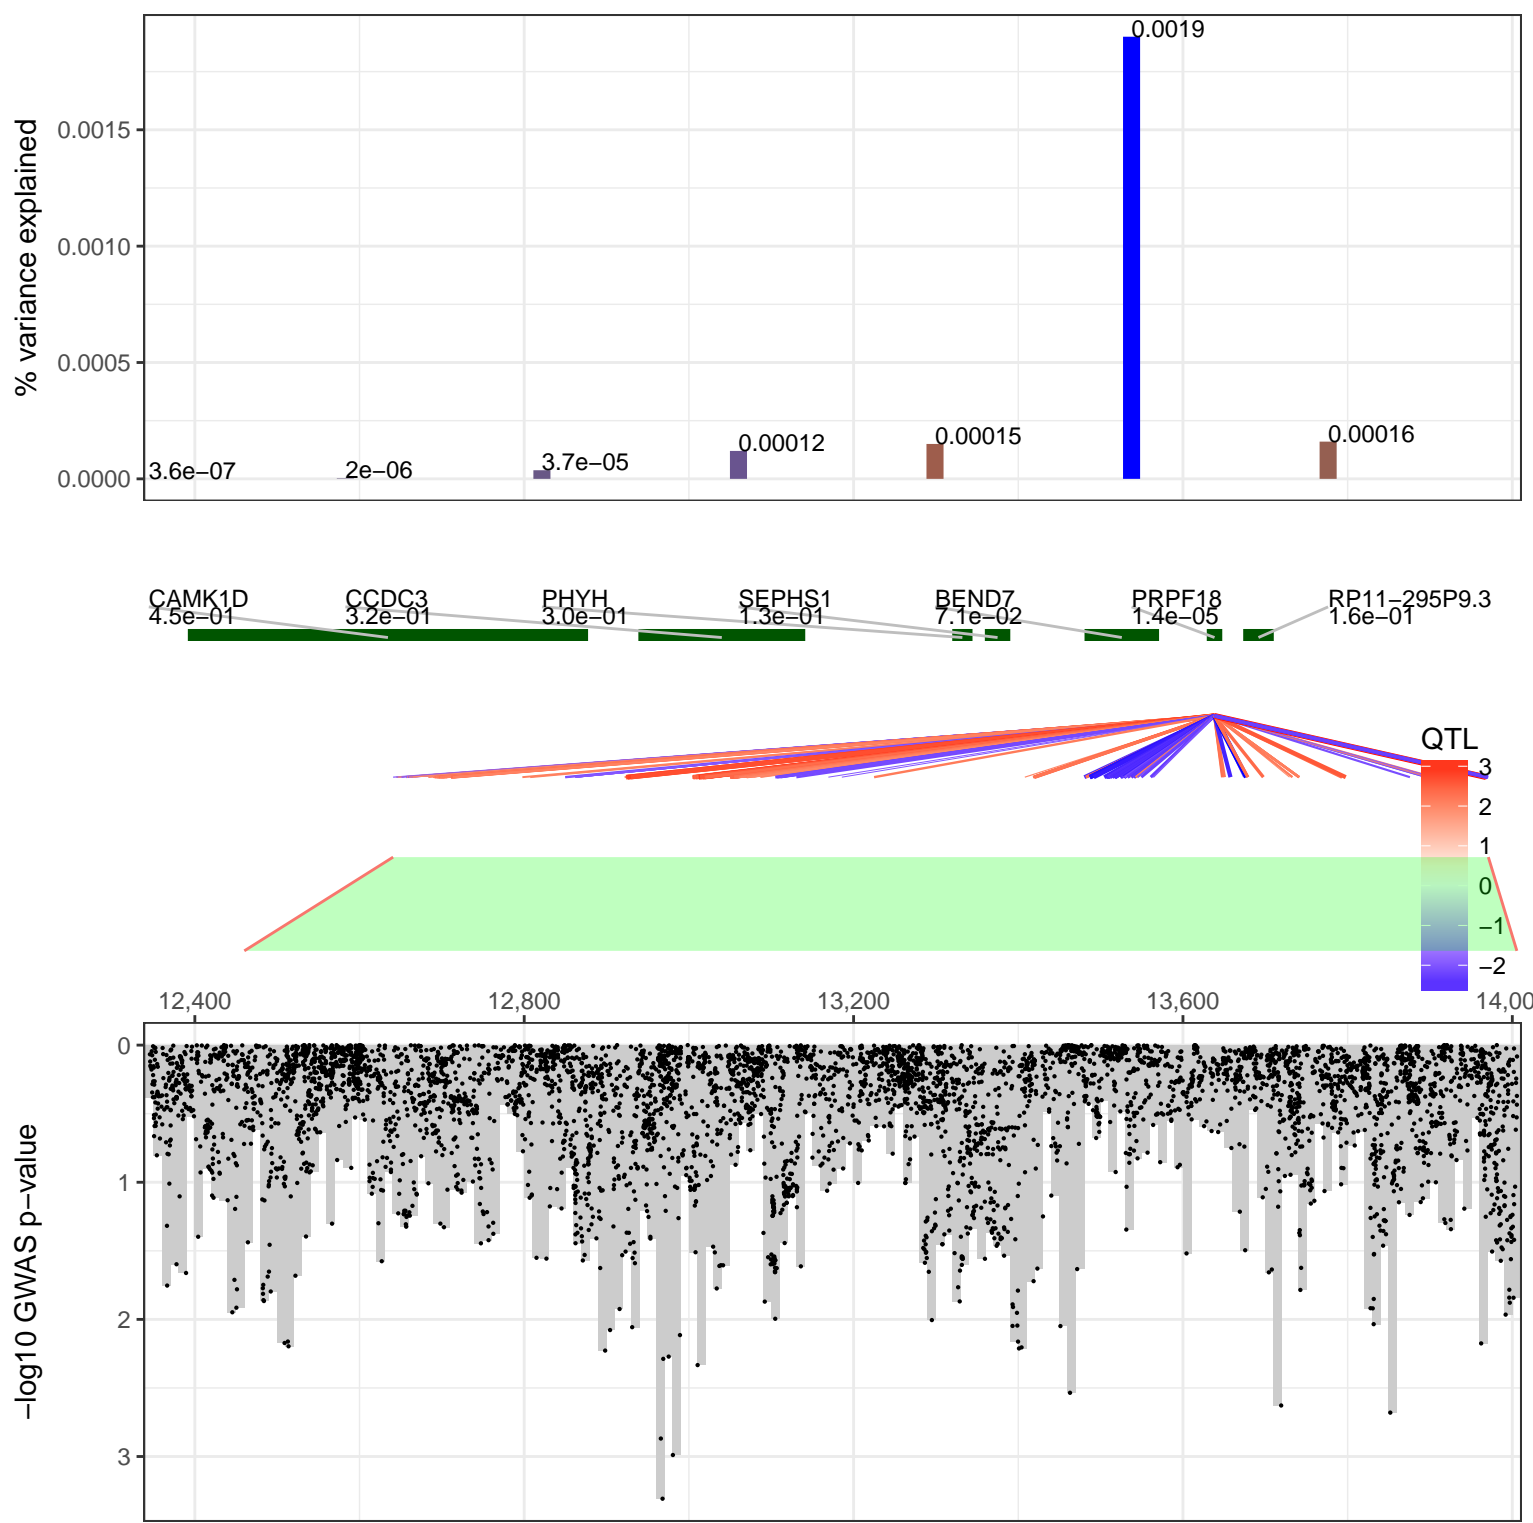 % variance explained
0.0015
0.0010
0.0005
0.0000
3.6e−07
2e−06
3.7e−05
0.00012
0.00015
0.0019
0.00016
CAMK1D
4.5e−01
CCDC3
3.2e−01
PHYH
3.0e−01
SEPHS1
1.3e−01
BEND7
7.1e−02
PRPF18
1.4e−05
RP11−295P9.3
1.6e−01
QTL
3
2
1
0
−1
−2
12,400
12,800
13,200
13,600
14,00
−log10 GWAS p−value
0
1
2
3